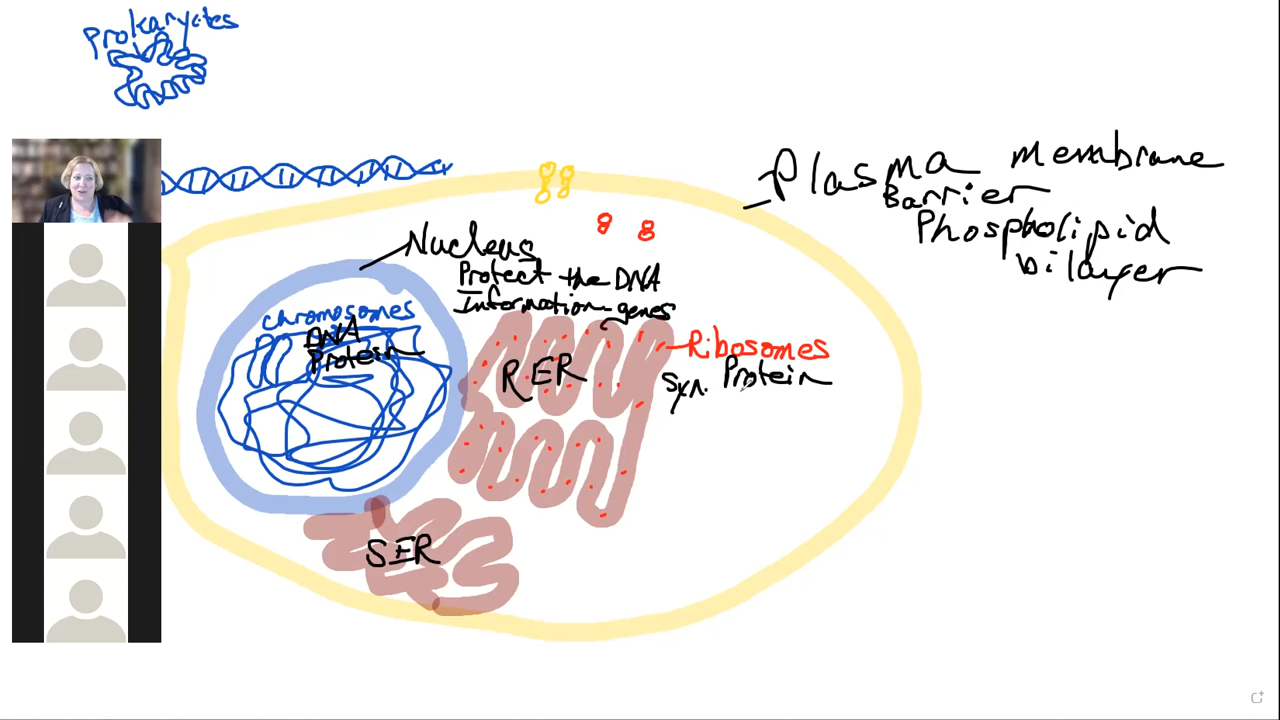 Prokaryotes
Plasma membrane
Barrier
Phospholipid
bilayer
Nucleus
Protect the DNA
Information - genes
chromosomes
DNA
Protein
RER
Ribosomes
Syn. Protein
SER